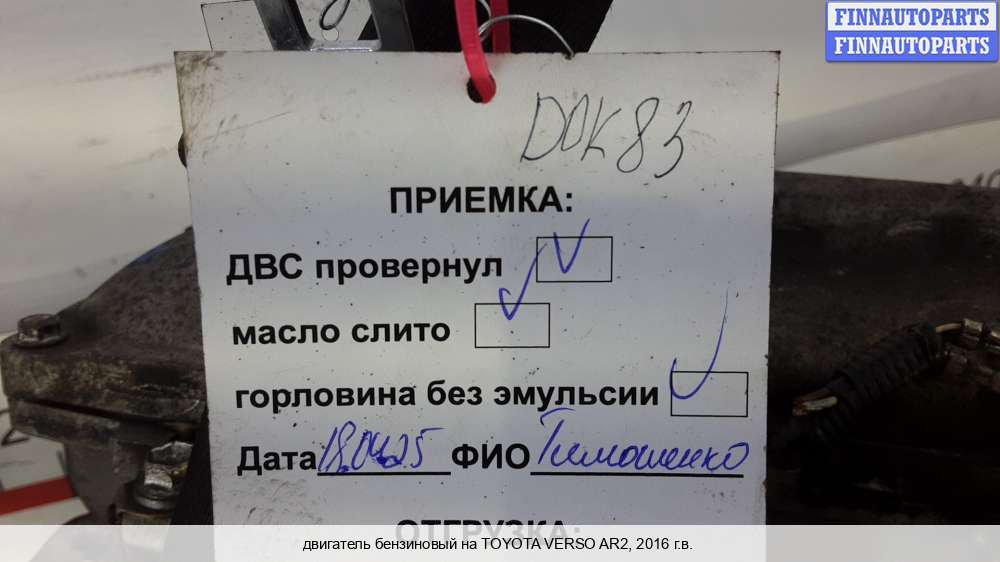 FINNAUTOPARTS
FINNAUTOPARTS
DOK83
ПРИЕМКА:
ДВС провернул
масло слито
горловина без эмульсии
Дата 18.04.25 ФИО Тимошенко
ОТГРУЗКА:
двигатель бензиновый на TOYOTA VERSO AR2, 2016 г.в.